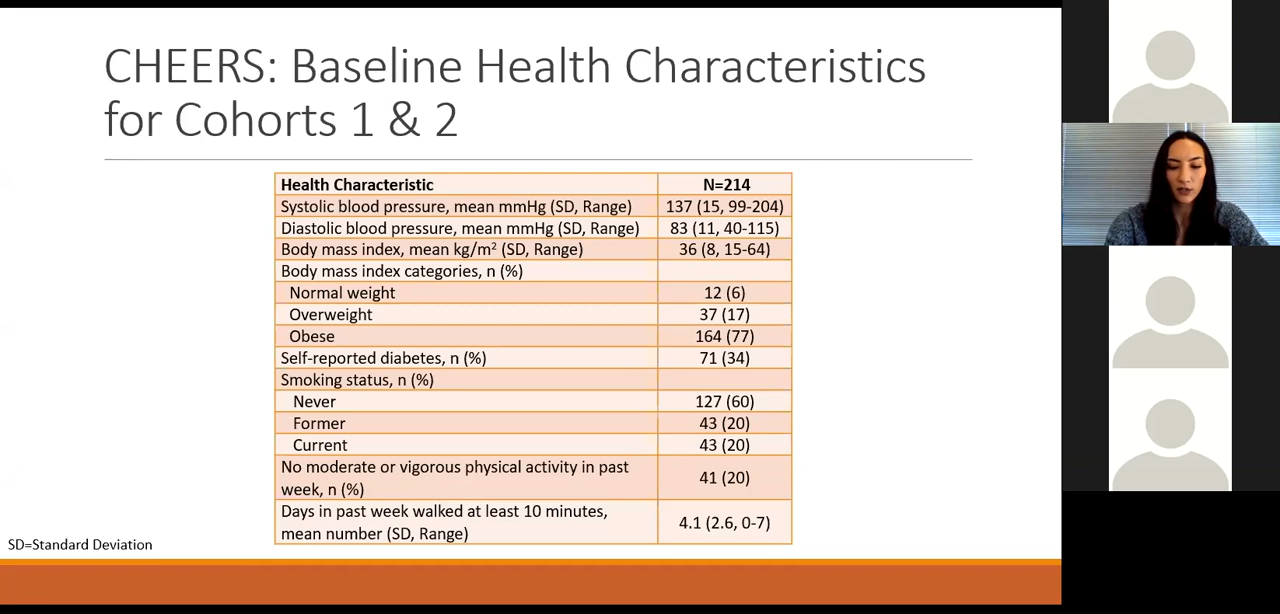 CHEERS: Baseline Health Characteristics
for Cohorts 1 & 2
Health Characteristic N=214
Systolic blood pressure, mean mmHg (SD, Range) 137 (15, 99-204)
Diastolic blood pressure, mean mmHg (SD, Range) 83 (11, 40-115)
Body mass index, mean kg/m² (SD, Range) 36 (8, 15-64)
Body mass index categories, n (%)
Normal weight 12 (6)
Overweight 37 (17)
Obese 164 (77)
Self-reported diabetes, n (%) 71 (34)
Smoking status, n (%)
Never 127 (60)
Former 43 (20)
Current 43 (20)
No moderate or vigorous physical activity in past
week, n (%) 41 (20)
Days in past week walked at least 10 minutes,
mean number (SD, Range) 4.1 (2.6, 0-7)
SD=Standard Deviation